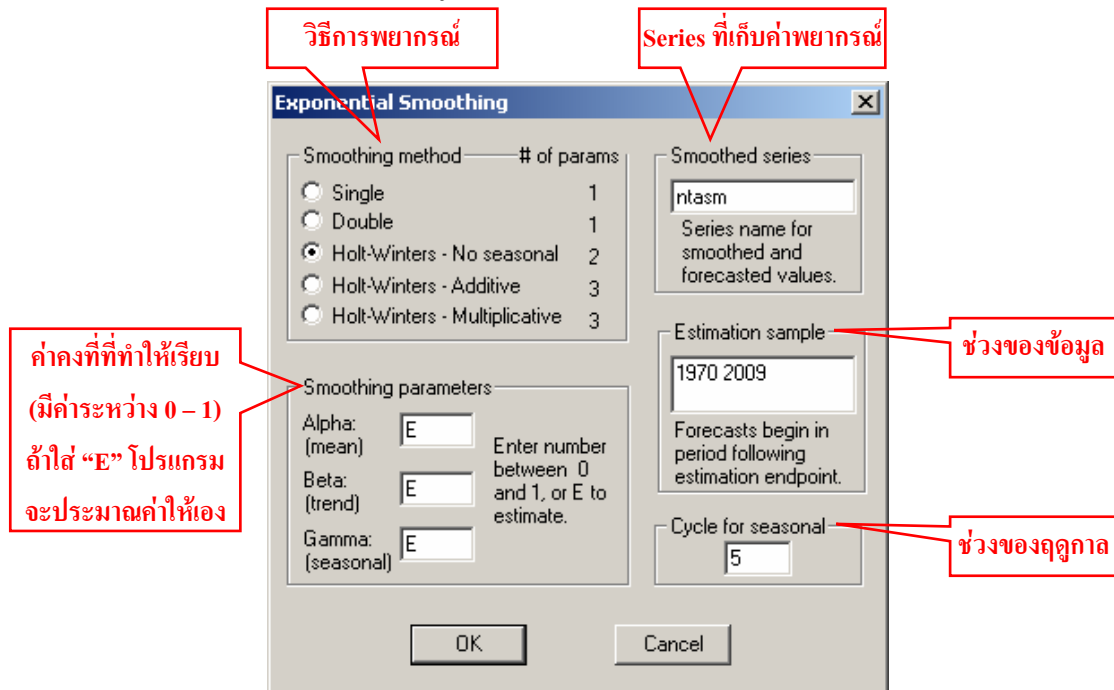 วิธีการพยากรณ์
Series ที่เก็บค่าพยากรณ์
Exponential Smoothing
Smoothing method # of params
Single 1
Double 1
Holt-Winters - No seasonal 2
Holt-Winters - Additive 3
Holt-Winters - Multiplicative 3
Smoothed series
ntasm
Series name for
smoothed and
forecasted values.
ค่าคงที่ที่ทำให้เรียบ
(มีค่าระหว่าง 0 – 1)
ถ้าใส่ “E” โปรแกรม
จะประมาณค่าให้เอง
Smoothing parameters
Alpha:
(mean)
E
Beta:
(trend)
E
Gamma:
(seasonal)
E
Enter number
between 0
and 1, or E to
estimate.
Estimation sample
1970 2009
Forecasts begin in
period following
estimation endpoint.
ช่วงของข้อมูล
Cycle for seasonal
5
ช่วงของฤดูกาล
OK
Cancel